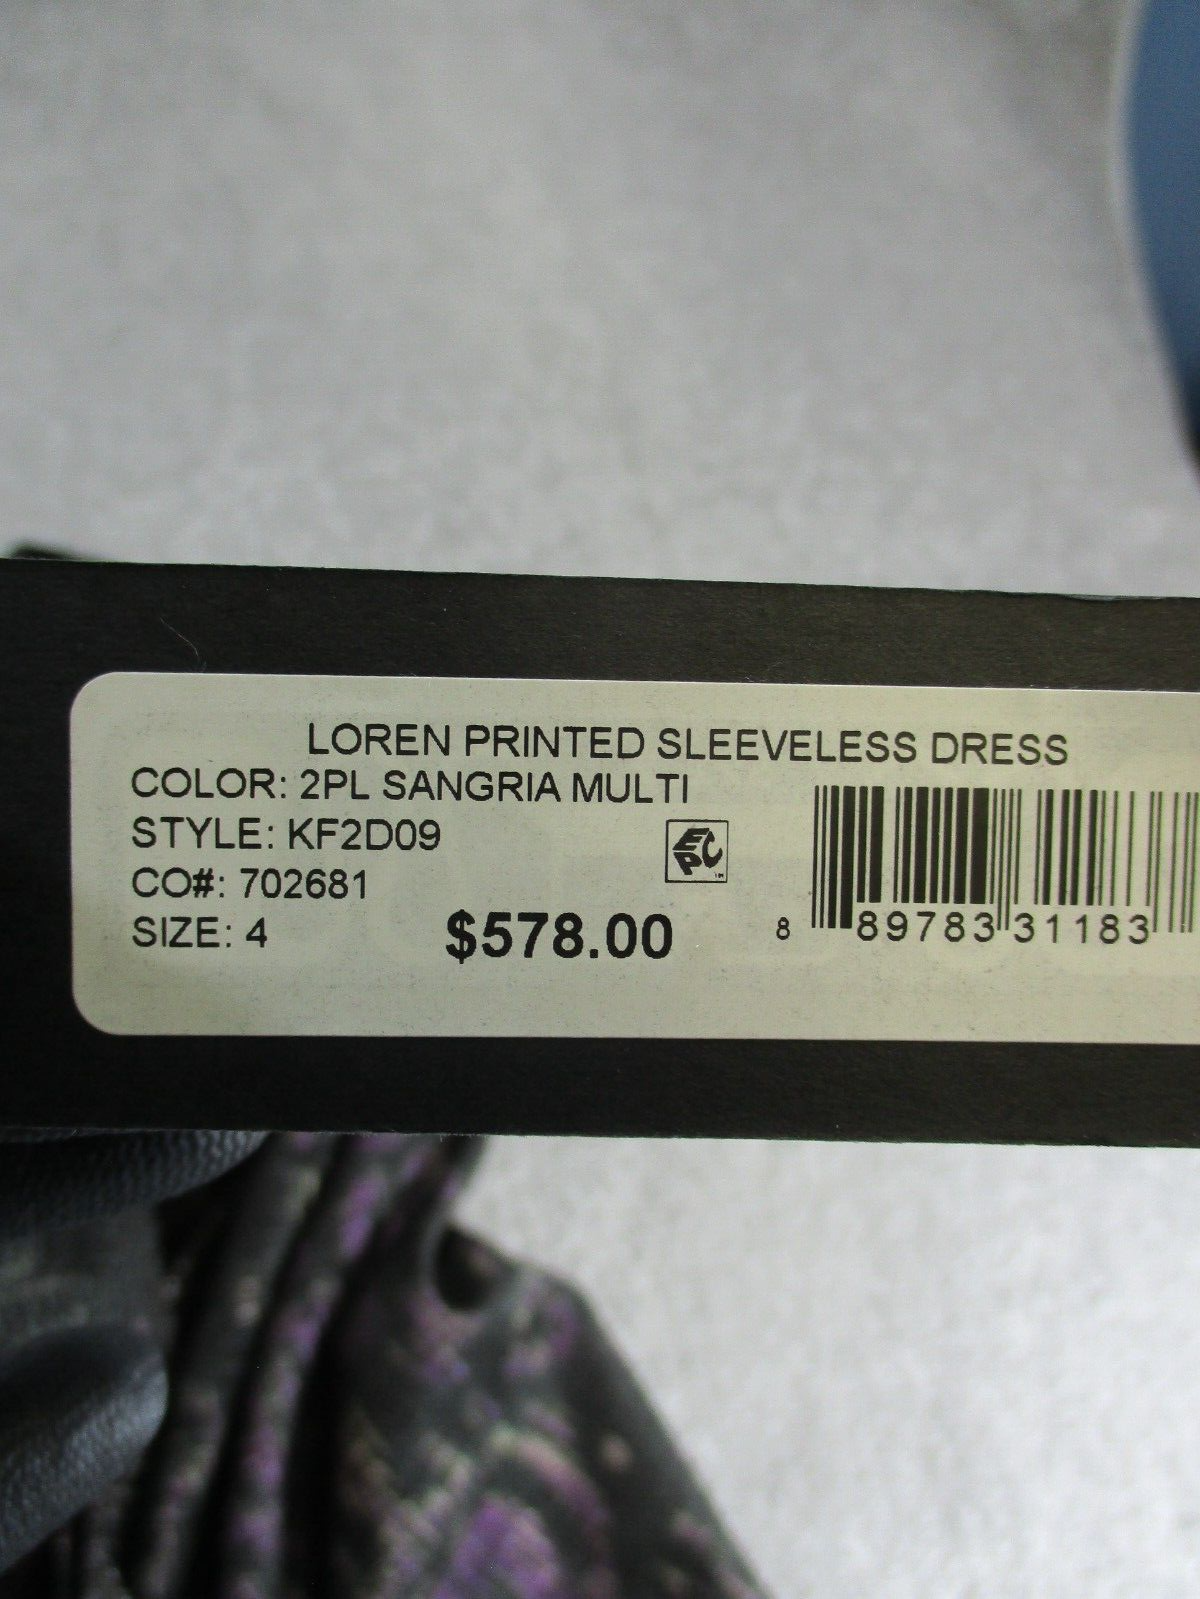 LOREN PRINTED SLEEVELESS DRESS
COLOR: 2PL SANGRIA MULTI
STYLE: KF2D09
EPC
CO#: 702681
SIZE: 4
$578.00
8 89783 31183